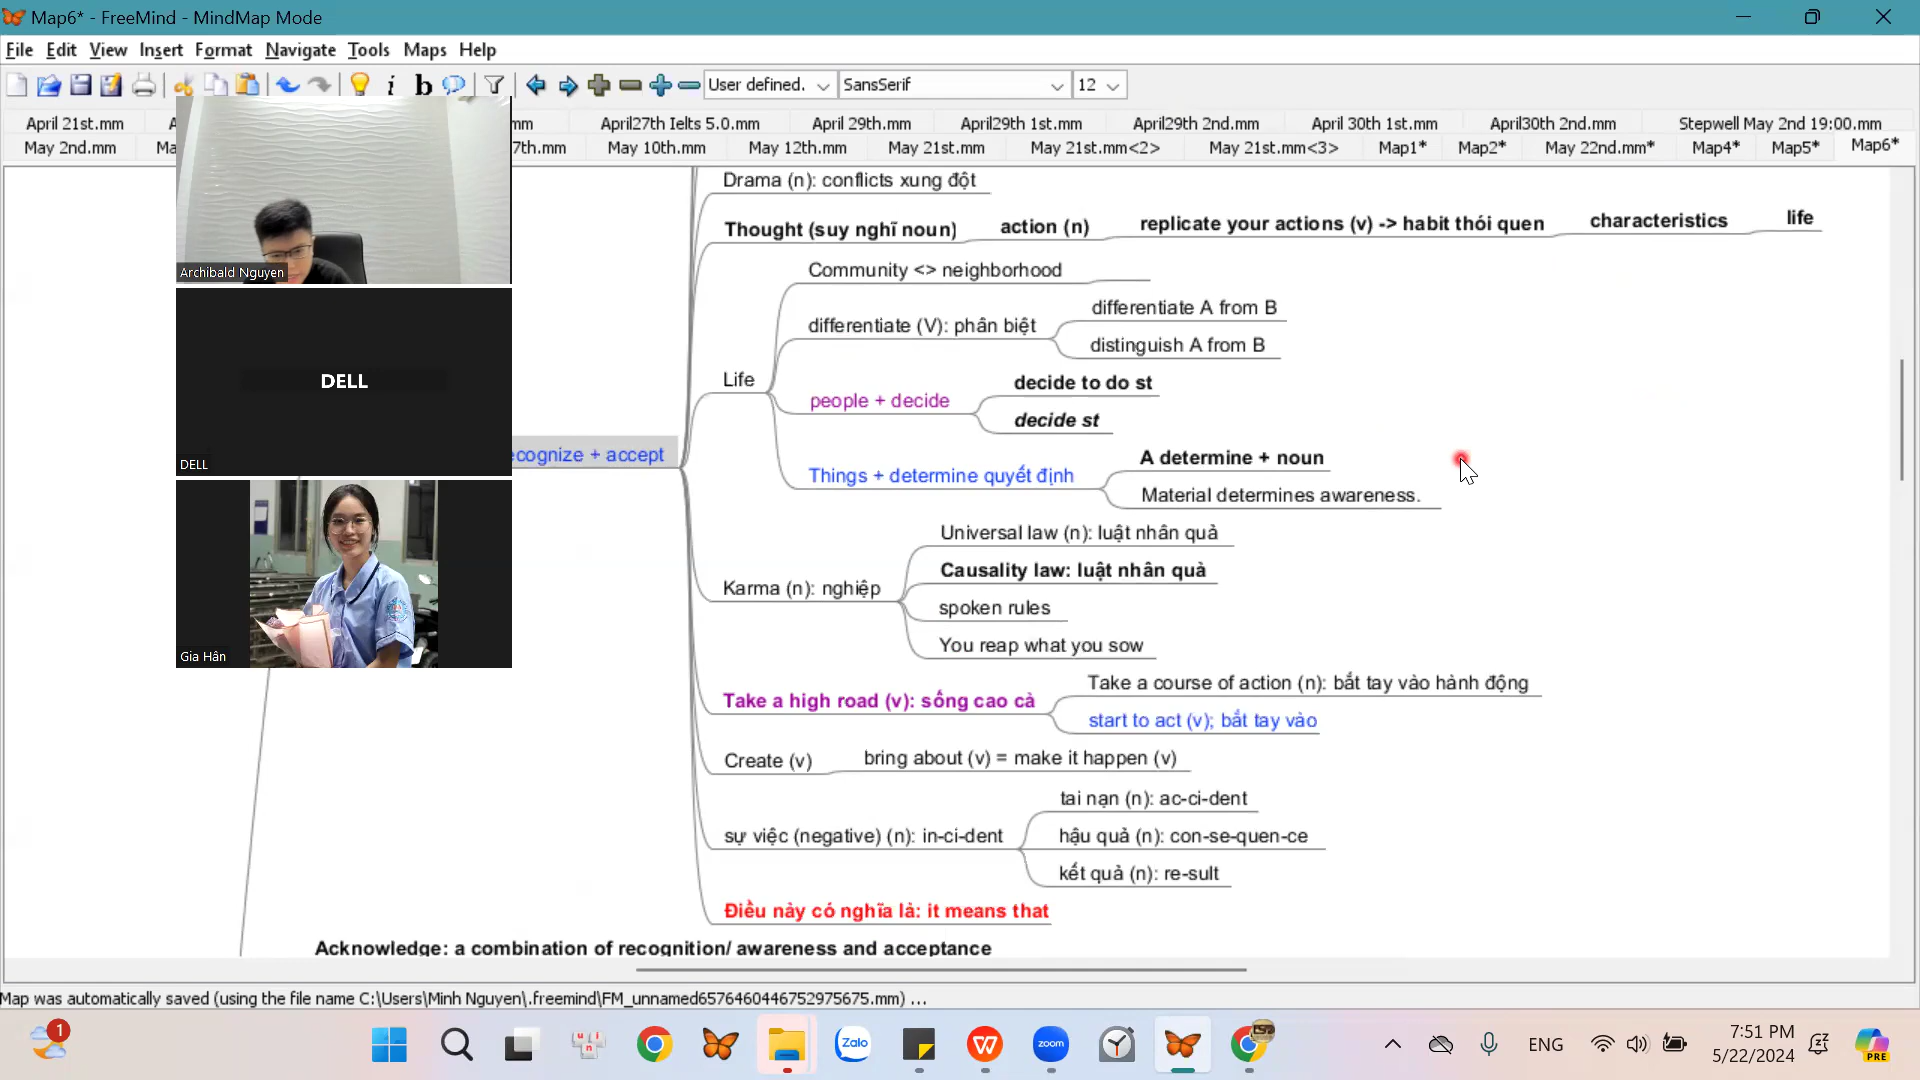 Map6* - FreeMind - MindMap Mode
File Edit View Insert Format Navigate Tools Maps Help
User defined. SansSerif 12
April 21st.mm mm April27th Ielts 5.0.mm April 29th.mm April29th 1st.mm April29th 2nd.mm April 30th 1st.mm April30th 2nd.mm Stepwell May 2nd 19:00.mm
May 2nd.mm 7th.mm May 10th.mm May 12th.mm May 21st.mm May 21st.mm<2> May 21st.mm<3> Map1* Map2* May 22nd.mm* Map4* Map5* Map6*
Drama (n): conflicts xung đột
Thought (suy nghĩ noun) action (n) replicate your actions (v) -> habit thói quen characteristics life
Archibald Nguyen
Community <> neighborhood
differentiate A from B
differentiate (V): phân biệt
distinguish A from B
Life
decide to do st
people + decide
decide st
DELL
DELL
ecognize + accept
A determine + noun
Things + determine quyết định
Material determines awareness.
Universal law (n): luật nhân quả
Causality law: luật nhân quả
Karma (n): nghiệp
spoken rules
You reap what you sow
Gia Hân
Take a course of action (n): bắt tay vào hành động
Take a high road (v): sống cao cả
start to act (v); bắt tay vào
Create (v) bring about (v) = make it happen (v)
tai nạn (n): ac-ci-dent
sự việc (negative) (n): in-ci-dent
hậu quả (n): con-se-quen-ce
kết quả (n): re-sult
Điều này có nghĩa là: it means that
Acknowledge: a combination of recognition/ awareness and acceptance
Map was automatically saved (using the file name C:\Users\Minh Nguyen\.freemind\FM_unnamed6576460446752975675.mm) ...
1
Zalo
zoom
ENG
7:51 PM
5/22/2024
PRE